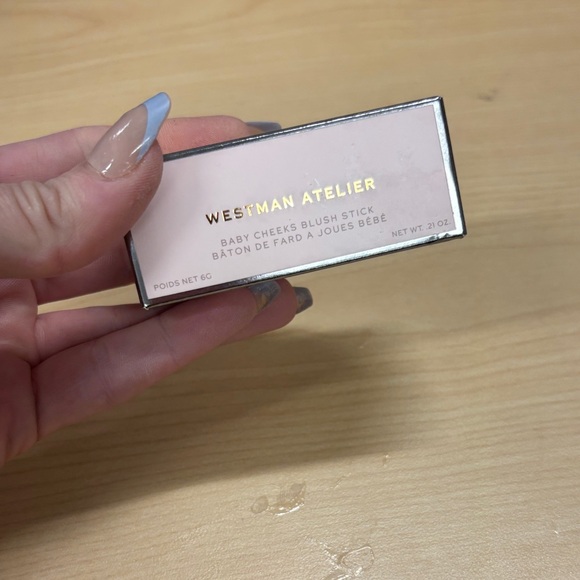 WESTMAN ATELIER
BABY CHEEKS BLUSH STICK
BÂTON DE FARD A JOUES BÉBÉ
POIDS NET 6G
NET WT. .21 OZ